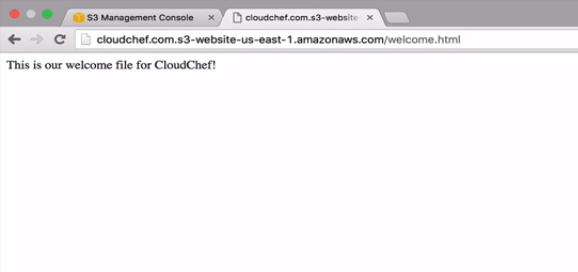 S3 Management Console
cloudchef.com.s3-website-
cloudchef.com.s3-website-us-east-1.amazonaws.com/welcome.html
This is our welcome file for CloudChef!